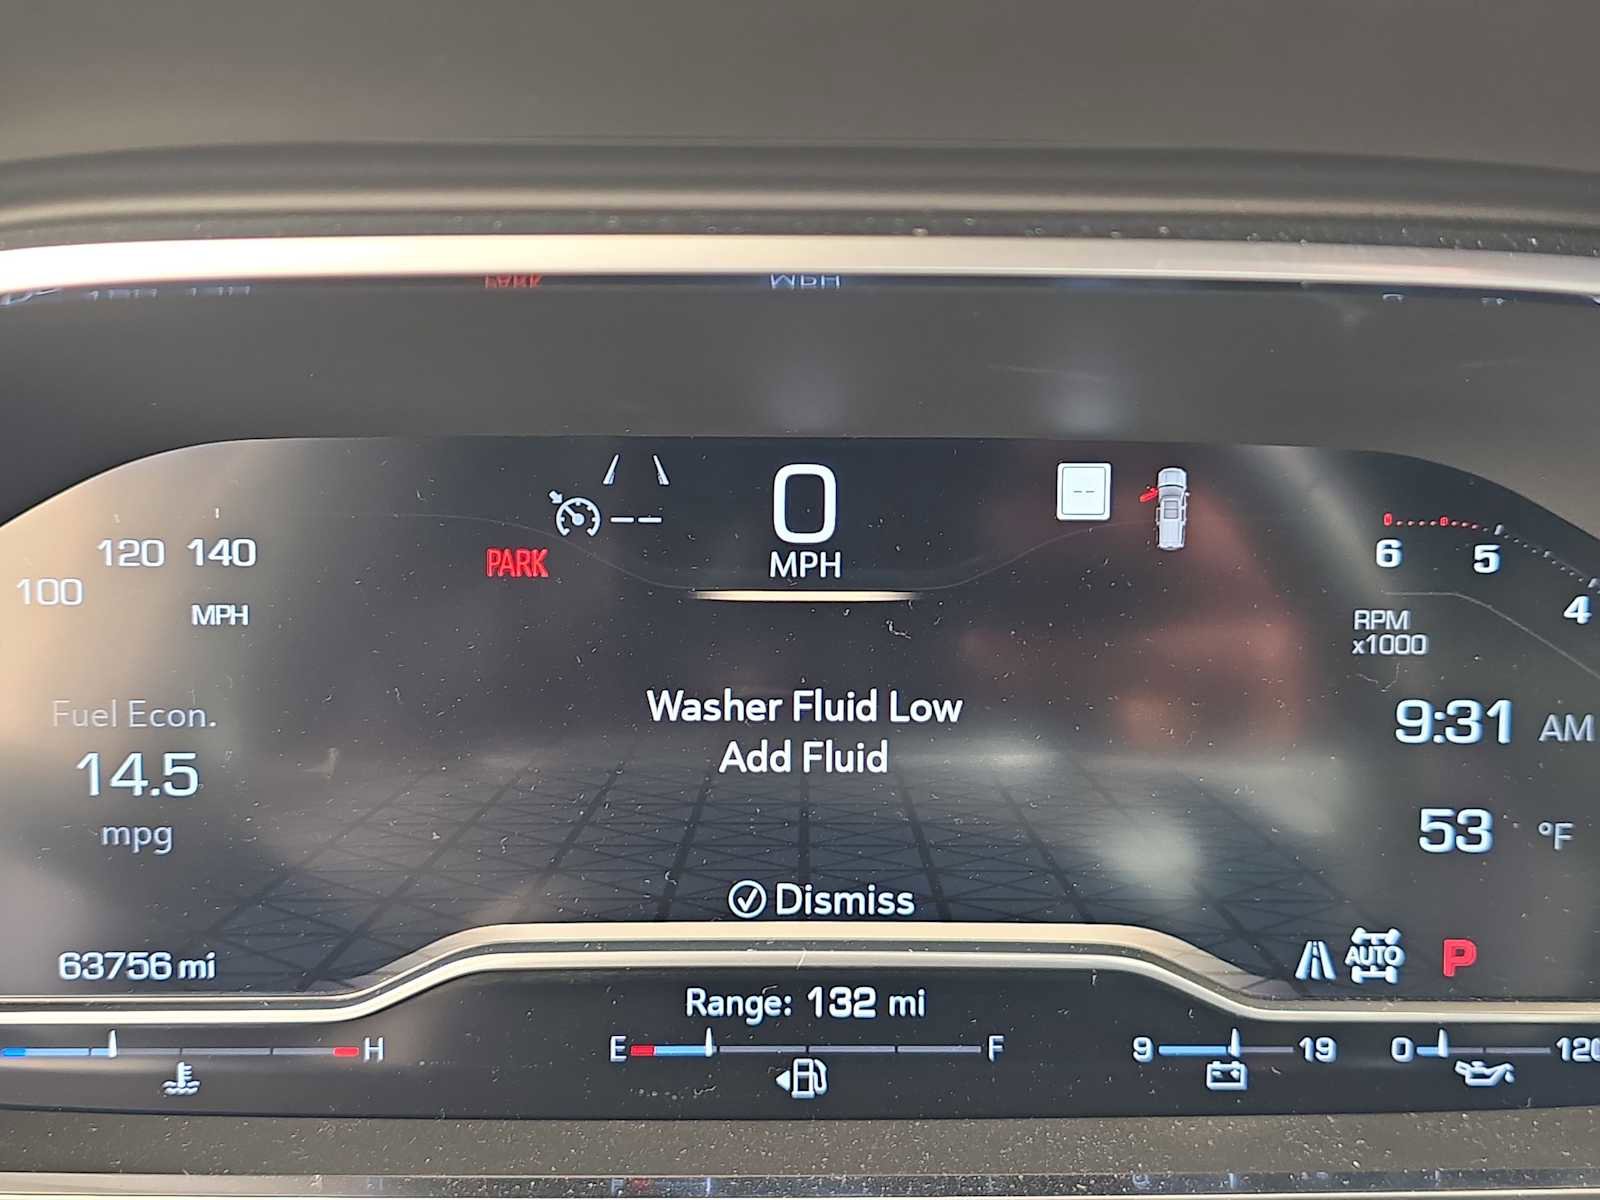 0
MPH
PARK
-- 
100 120 140
MPH
6 5 4
RPM
x1000
Fuel Econ.
14.5
mpg
Washer Fluid Low
Add Fluid
9:31 AM
53 °F
Dismiss
63756 mi
AUTO
P
Range: 132 mi
H
E F
9 19
0 120